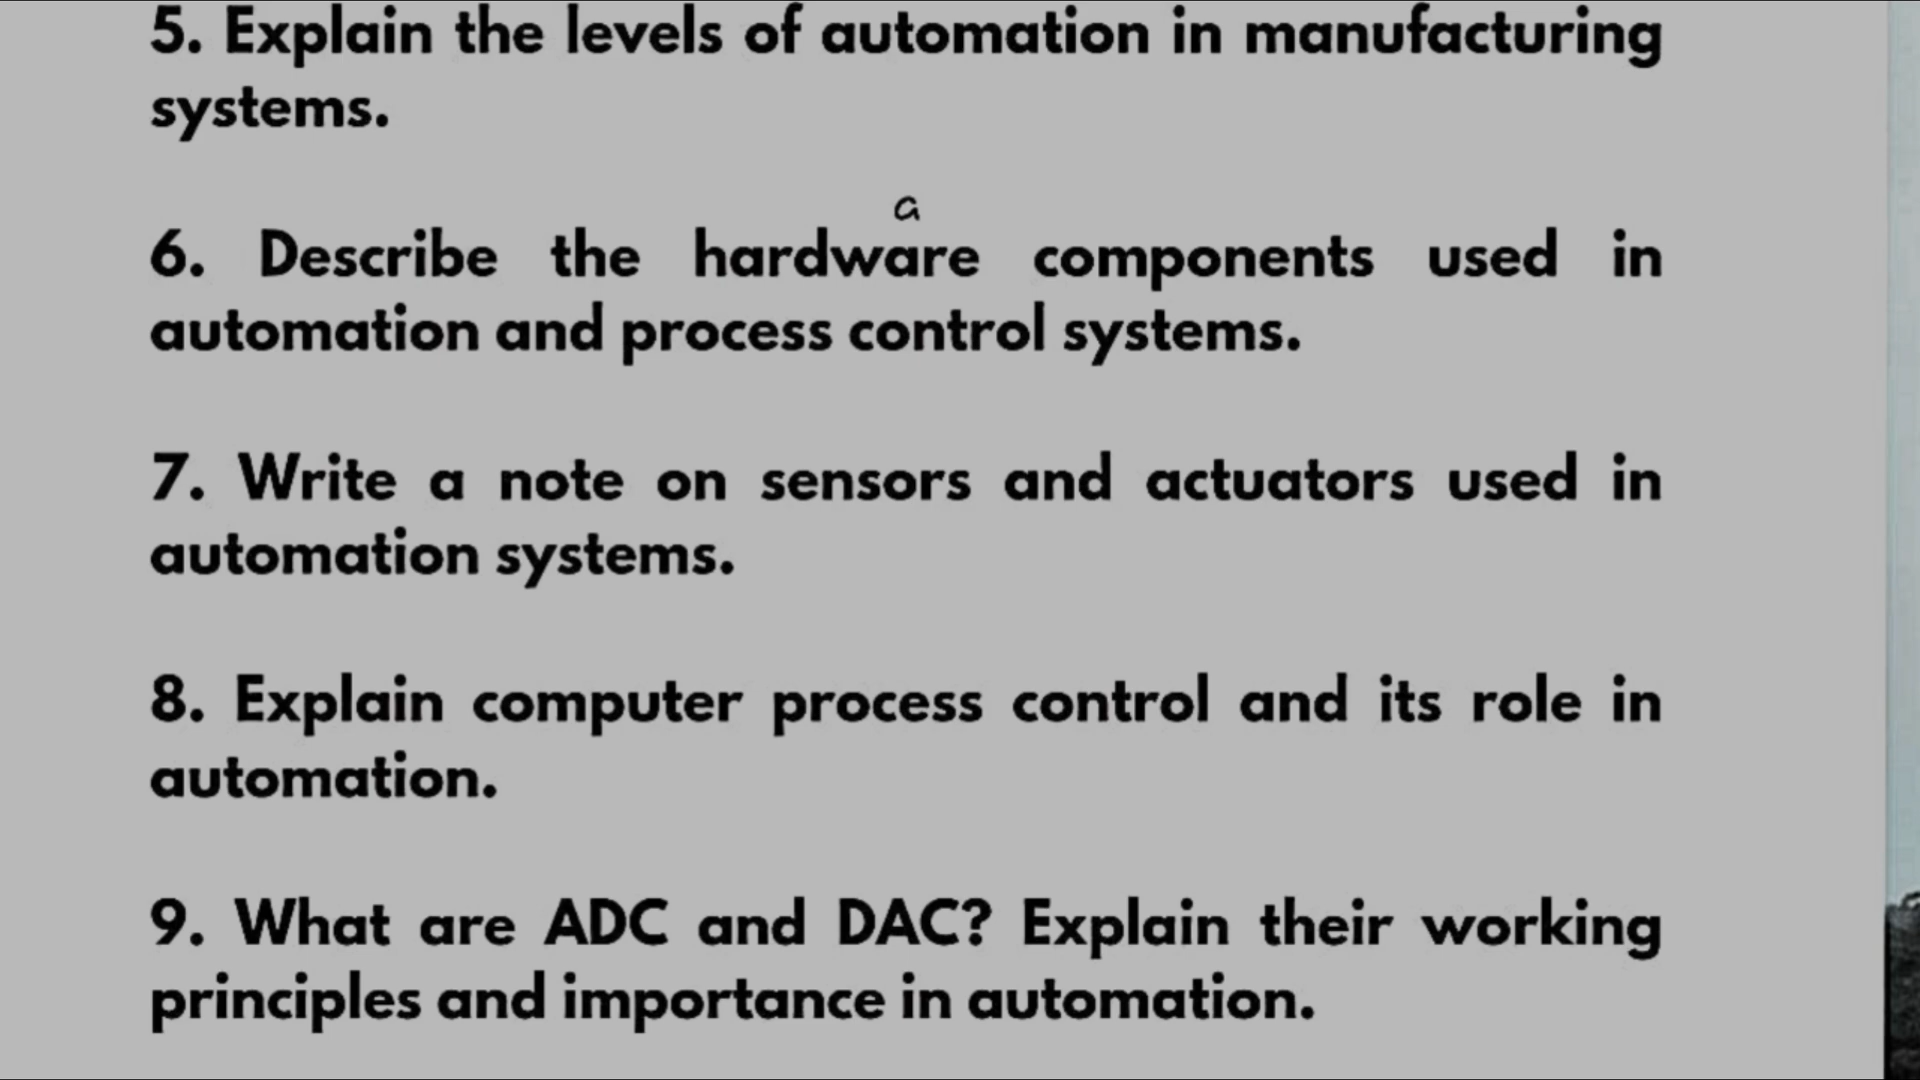 5. Explain the levels of automation in manufacturing
systems.
a
6. Describe the hardware components used in
automation and process control systems.
7. Write a note on sensors and actuators used in
automation systems.
8. Explain computer process control and its role in
automation.
9. What are ADC and DAC? Explain their working
principles and importance in automation.